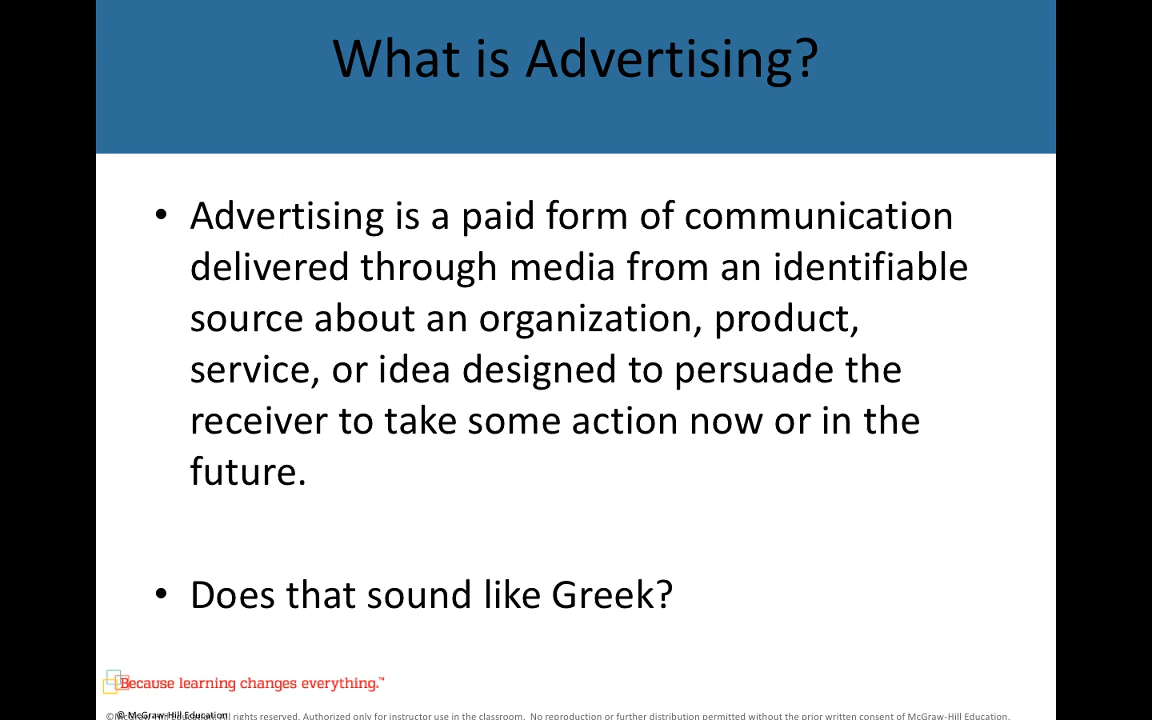 What is Advertising?
• Advertising is a paid form of communication
delivered through media from an identifiable
source about an organization, product,
service, or idea designed to persuade the
receiver to take some action now or in the
future.
• Does that sound like Greek?
Because learning changes everything.™
© McGraw-Hill Education
©McGraw-Hill Education. All rights reserved. Authorized only for instructor use in the classroom. No reproduction or further distribution permitted without the prior written consent of McGraw-Hill Education.